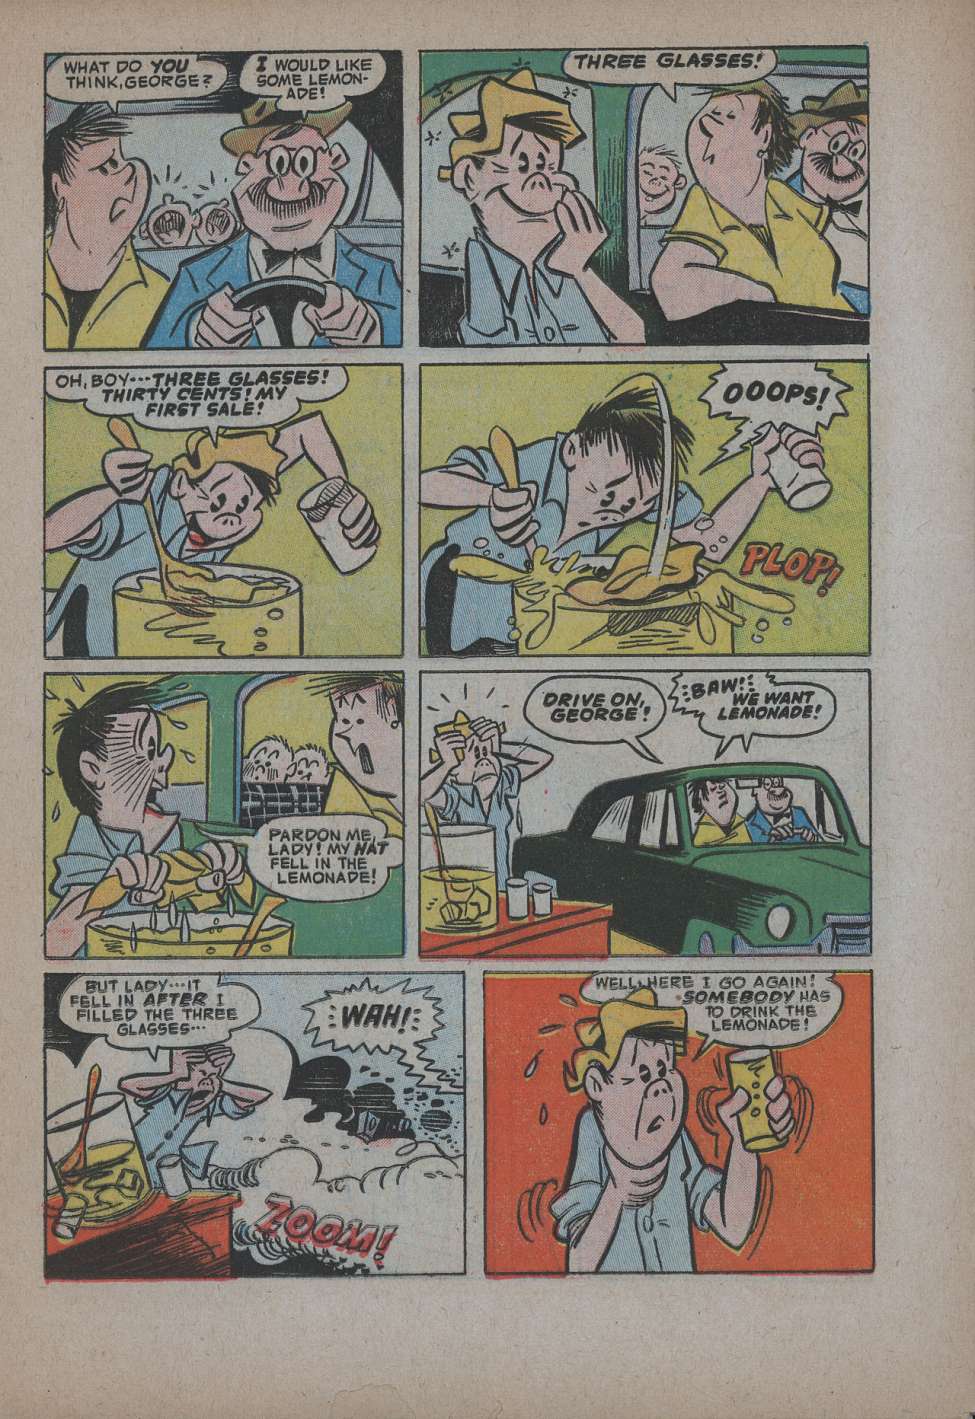 WHAT DO YOU
THINK, GEORGE?
I WOULD LIKE
SOME LEMON-
ADE!
THREE GLASSES!
OH, BOY---THREE GLASSES!
THIRTY CENTS! MY
FIRST SALE!
OOOPS!
PLOP!
PARDON ME,
LADY! MY HAT
FELL IN THE
LEMONADE!
DRIVE ON,
GEORGE!
BAW!! WE WANT
LEMONADE!
BUT LADY---IT
FELL IN AFTER I
FILLED THE THREE
GLASSES---
WAH!
ZOOM!
WELL, HERE I GO AGAIN!
SOMEBODY HAS
TO DRINK THE
LEMONADE!